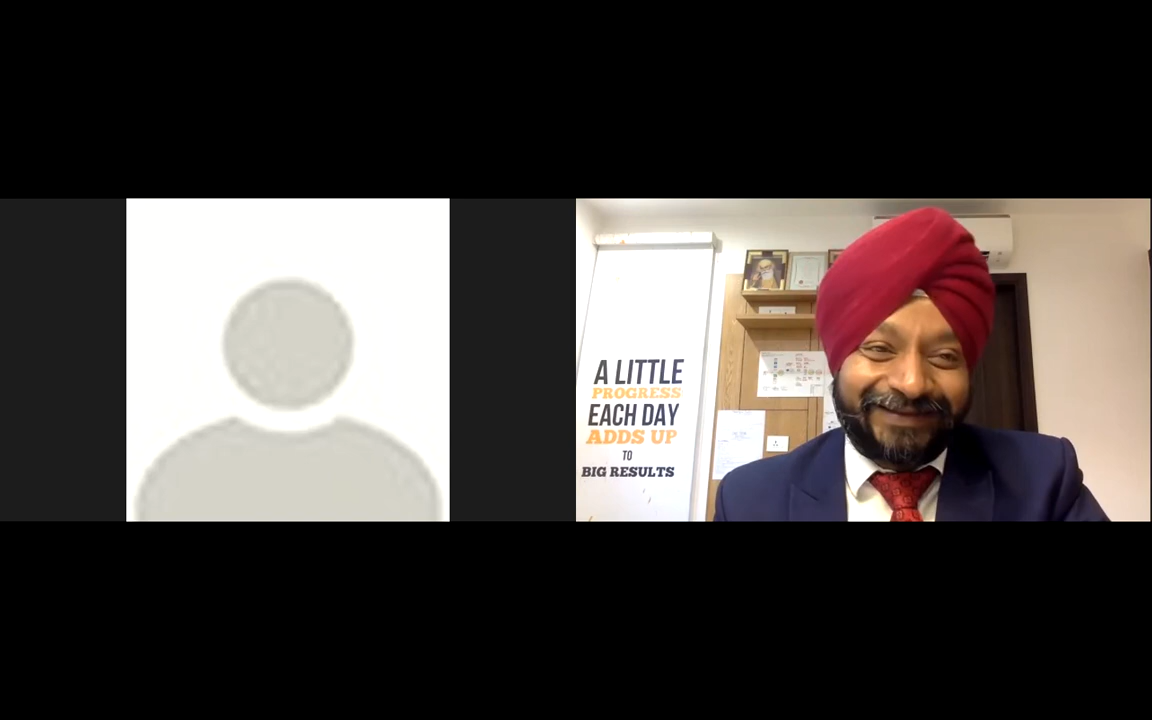 A LITTLE
PROGRESS
EACH DAY
ADDS UP
TO
BIG RESULTS